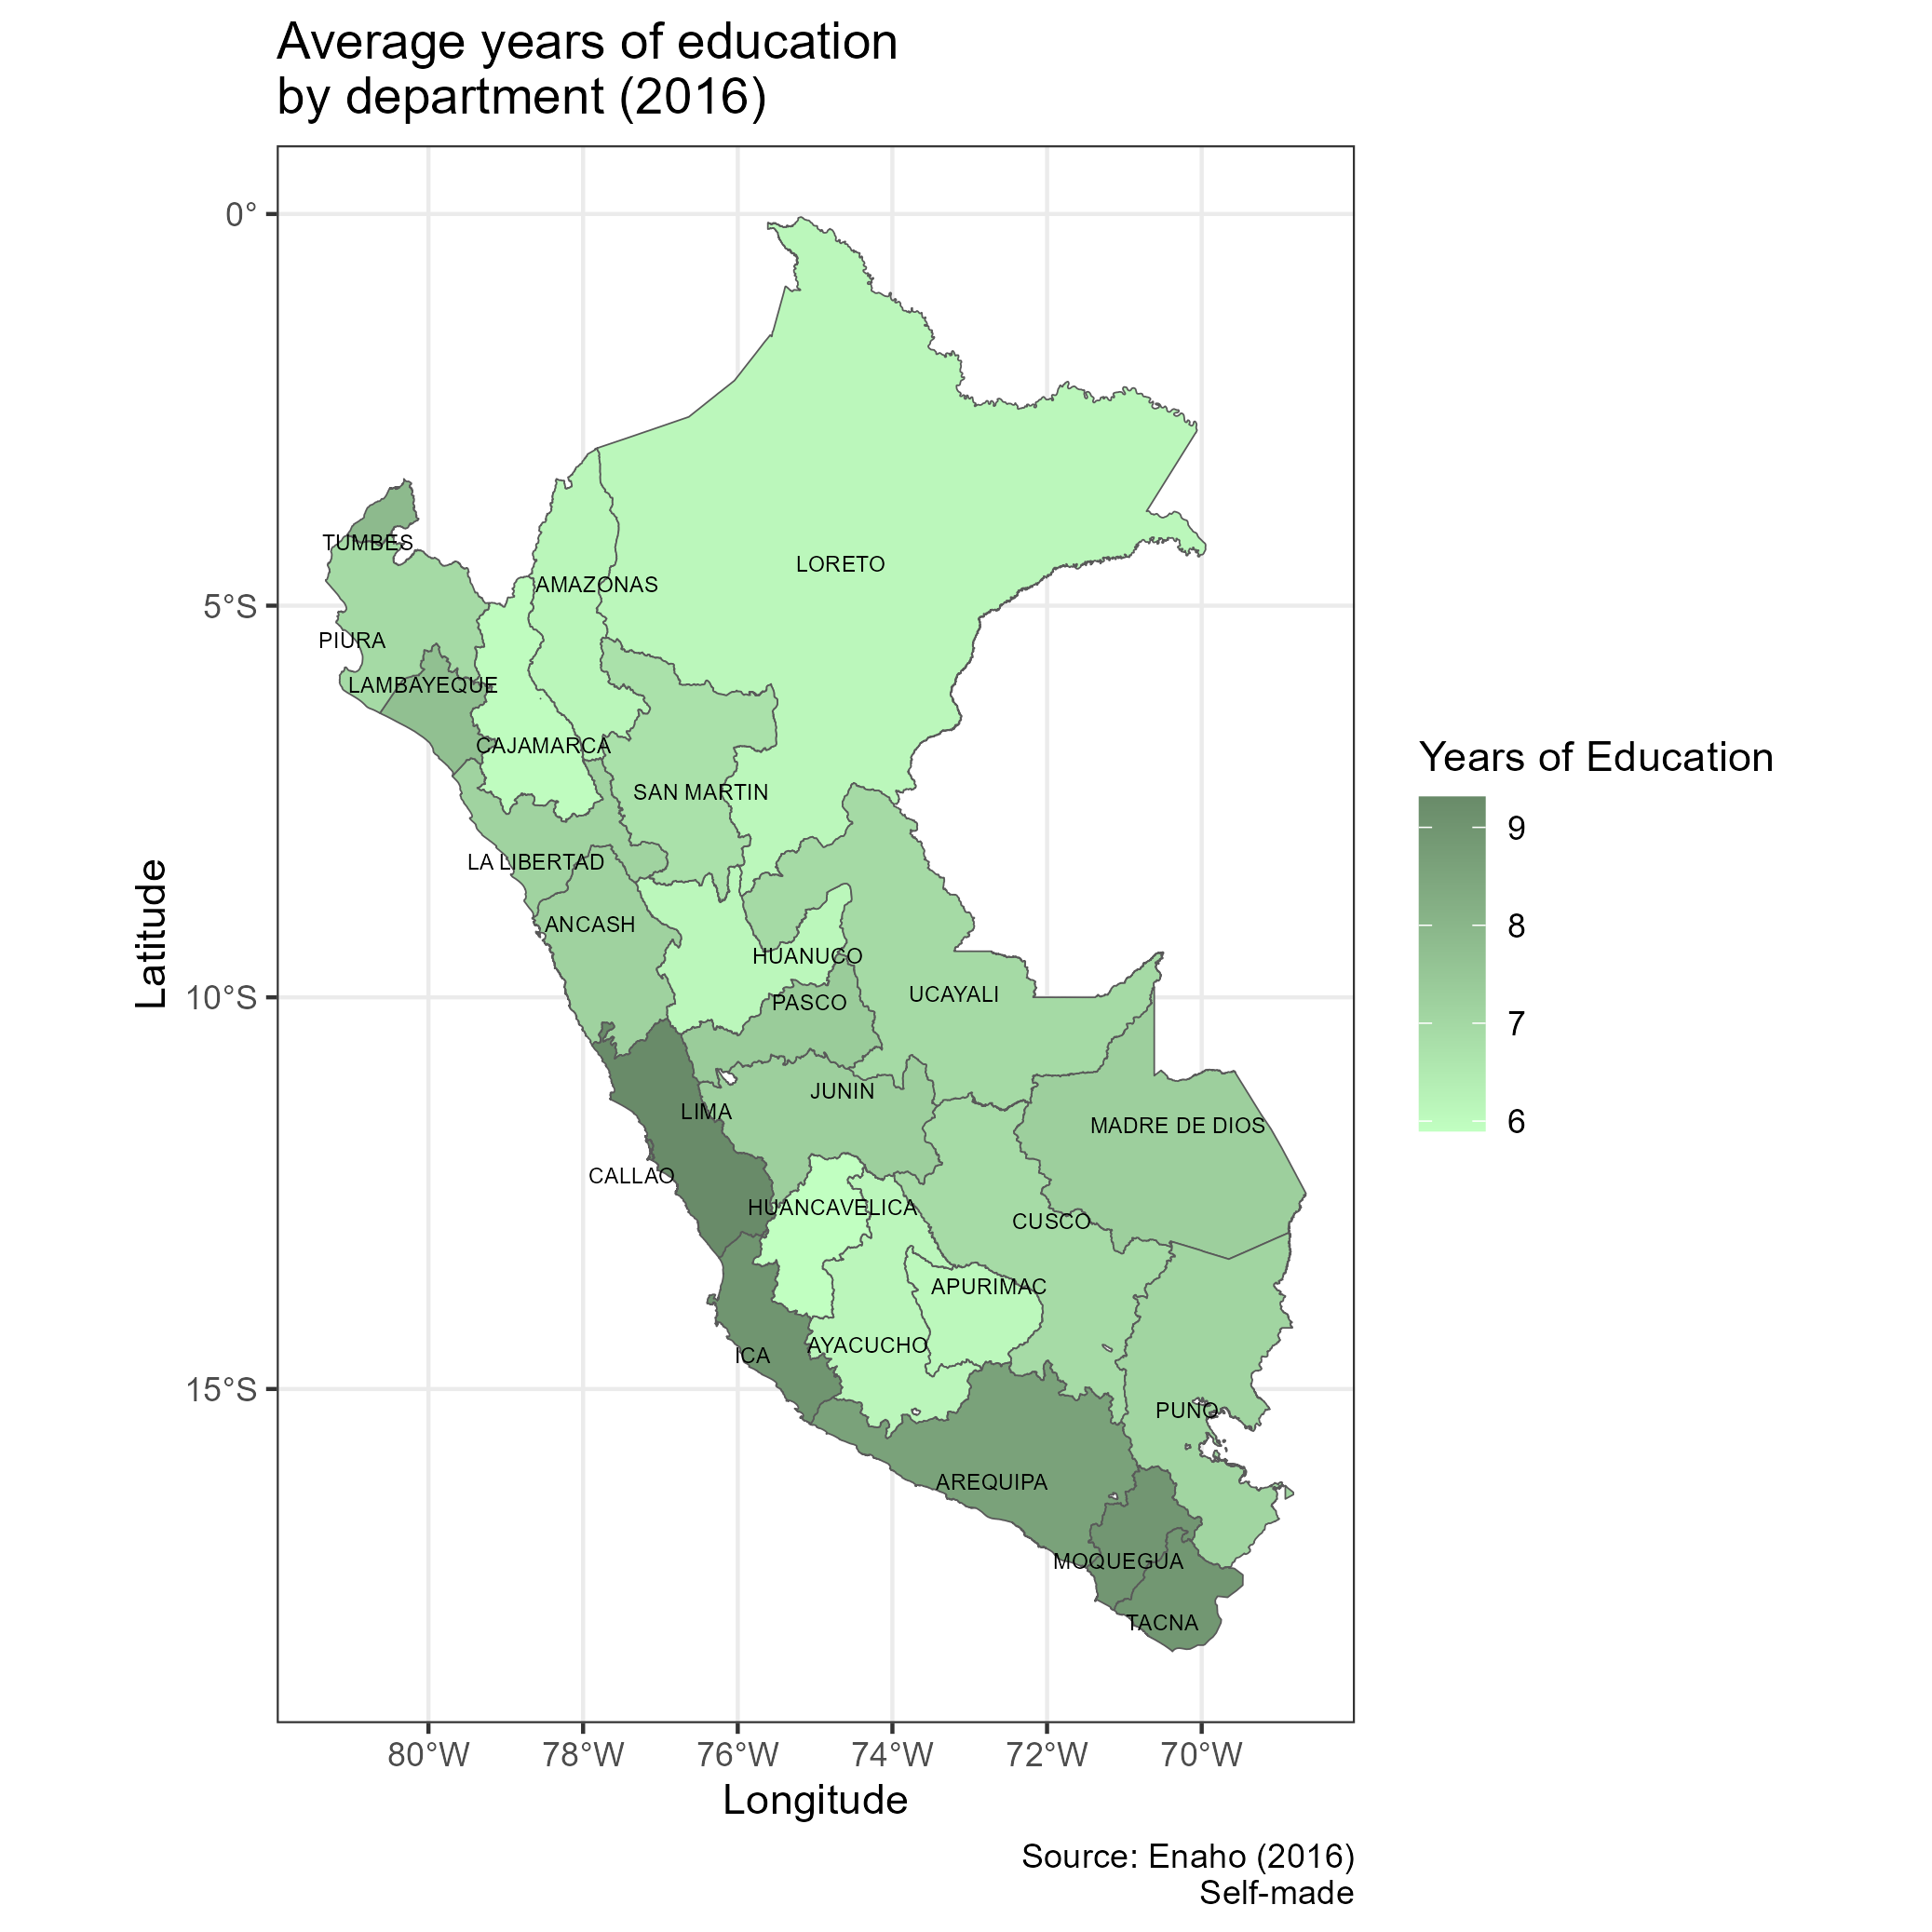 Average years of education
by department (2016)
0°
5°S
10°S
15°S
Latitude
TUMBES
LORETO
AMAZONAS
PIURA
LAMBAYEQUE
CAJAMARCA
SAN MARTIN
LA LIBERTAD
ANCASH
HUANUCO
UCAYALI
PASCO
JUNIN
LIMA
MADRE DE DIOS
CALLAO
HUANCAVELICA
CUSCO
APURIMAC
AYACUCHO
ICA
PUNO
AREQUIPA
MOQUEGUA
TACNA
80°W
78°W
76°W
74°W
72°W
70°W
Longitude
Years of Education
9
8
7
6
Source: Enaho (2016)
Self-made